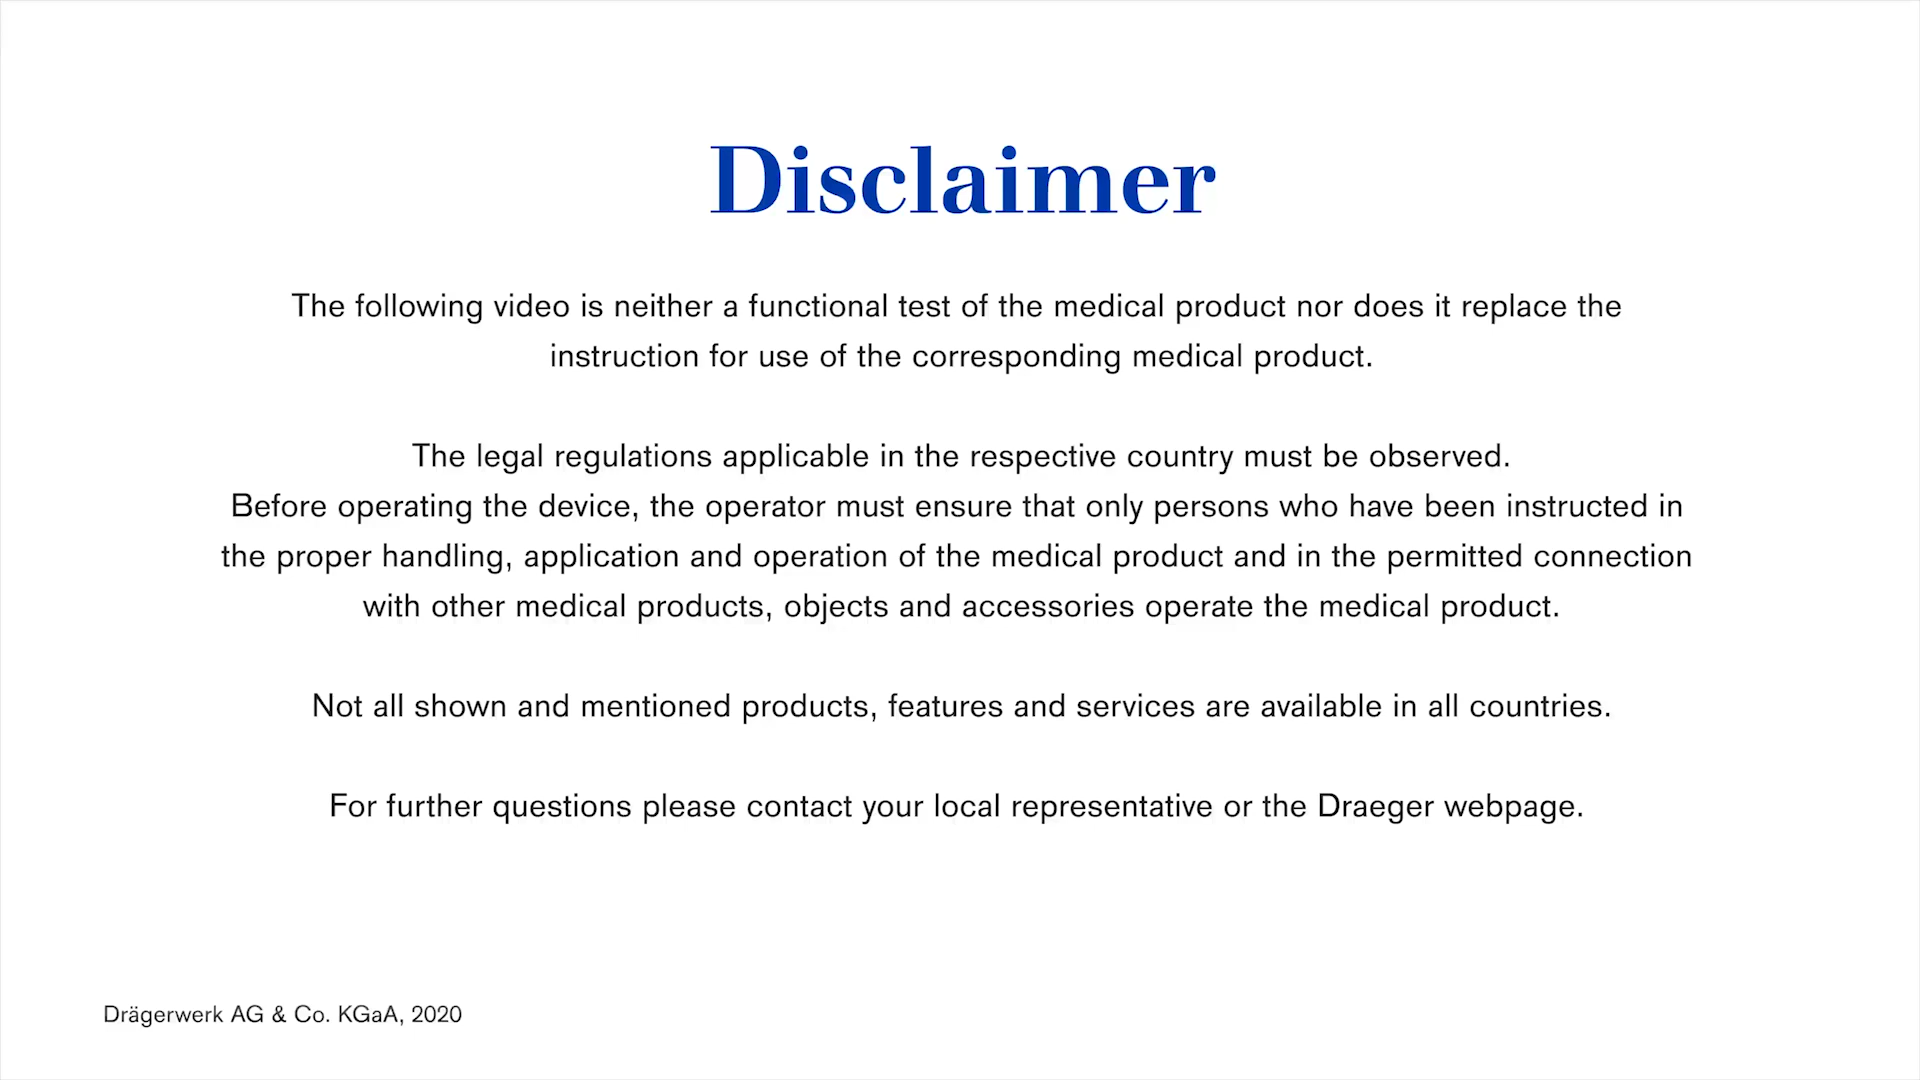 Disclaimer
The following video is neither a functional test of the medical product nor does it replace the
instruction for use of the corresponding medical product.
The legal regulations applicable in the respective country must be observed.
Before operating the device, the operator must ensure that only persons who have been instructed in
the proper handling, application and operation of the medical product and in the permitted connection
with other medical products, objects and accessories operate the medical product.
Not all shown and mentioned products, features and services are available in all countries.
For further questions please contact your local representative or the Draeger webpage.
Drägerwerk AG & Co. KGaA, 2020